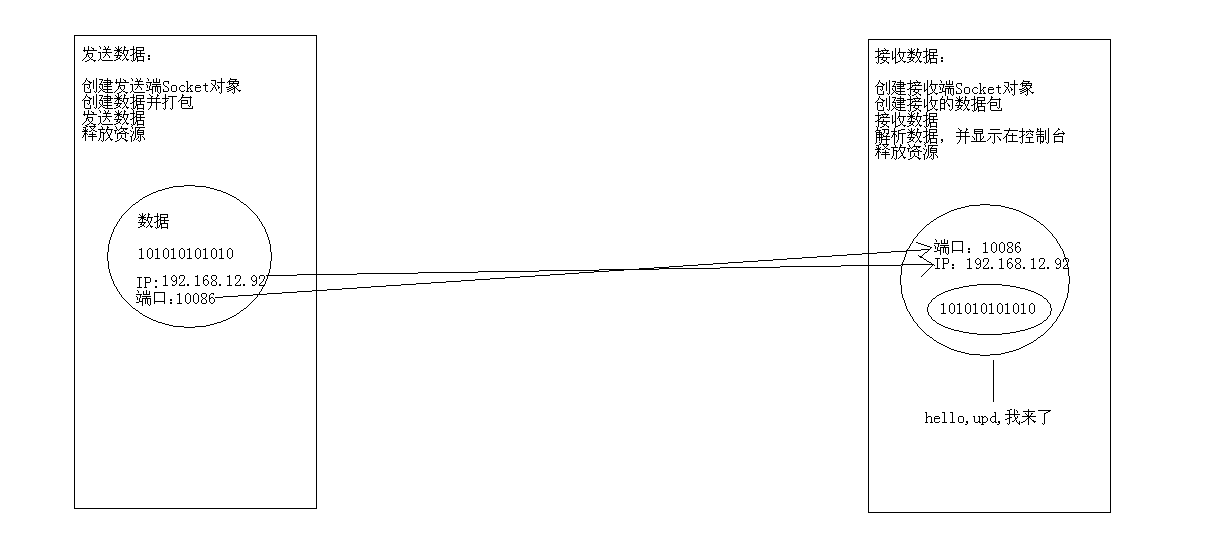 发送数据：
创建发送端Socket对象
创建数据并打包
发送数据
释放资源
数据
101010101010
IP:192.168.12.92
端口:10086
接收数据：
创建接收端Socket对象
创建接收的数据包
接收数据
解析数据，并显示在控制台
释放资源
端口：10086
IP：192.168.12.92
101010101010
hello,upd,我来了